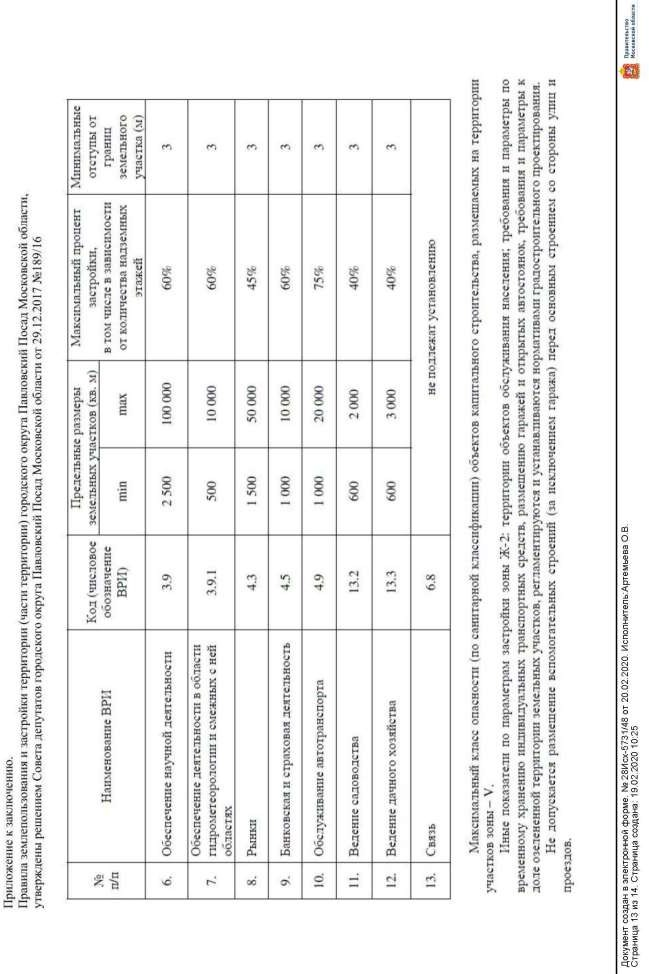 Приложение к заключению.
Правила землепользования и застройки территории (части территории) городского округа Павловский Посад Московской области,
утверждены решением Совета депутатов городского округа Павловский Посад Московской области от 29.12.2017 №189/16
№ п/п | Наименование ВРИ | Код (числовое обозначение ВРИ) | Предельные размеры земельных участков (кв. м) min | max | Максимальный процент застройки, в том числе в зависимости от количества надземных этажей | Минимальные отступы от границ земельного участка (м)
6. Обеспечение научной деятельности 3.9 2 500 100 000 60% 3
7. Обеспечение деятельности в области гидрометеорологии и смежных с ней областях 3.9.1 500 10 000 60% 3
8. Рынки 4.3 1 500 50 000 45% 3
9. Банковская и страховая деятельность 4.5 1 000 10 000 60% 3
10. Обслуживание автотранспорта 4.9 1 000 20 000 75% 3
11. Ведение садоводства 13.2 600 2 000 40% 3
12. Ведение дачного хозяйства 13.3 600 3 000 40% 3
13. Связь 6.8 не подлежат установлению
Максимальный класс опасности (по санитарной классификации) объектов капитального строительства, размещаемых на территории
участков зоны – V.
Иные показатели по параметрам застройки зоны Ж-2: территории объектов обслуживания населения; требования и параметры по
временному хранению индивидуальных транспортных средств, размещению гаражей и открытых автостоянок, требования и параметры к
доле озелененной территории земельных участков, регламентируются и устанавливаются нормативами градостроительного проектирования.
Не допускается размещение вспомогательных строений (за исключением гаража) перед основным строением со стороны улиц и
проездов.
Документ создан в электронной форме. № 28Исх-5731/48 от 20.02.2020. Исполнитель:Артемьева О.В.
Страница 13 из 14. Страница создана: 19.02.2020 10:25
Правительство
Московской области